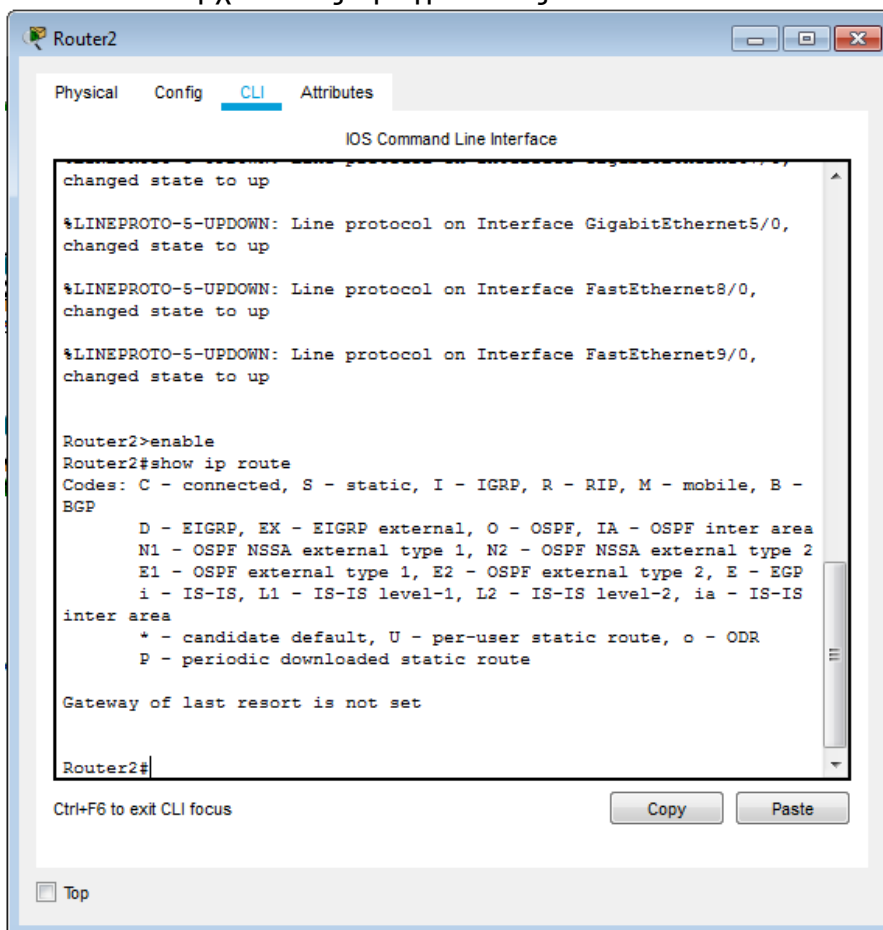 Router2
Physical Config CLI Attributes
IOS Command Line Interface
changed state to up
%LINEPROTO-5-UPDOWN: Line protocol on Interface GigabitEthernet5/0,
changed state to up
%LINEPROTO-5-UPDOWN: Line protocol on Interface FastEthernet8/0,
changed state to up
%LINEPROTO-5-UPDOWN: Line protocol on Interface FastEthernet9/0,
changed state to up
Router2>enable
Router2#show ip route
Codes: C - connected, S - static, I - IGRP, R - RIP, M - mobile, B -
BGP
D - EIGRP, EX - EIGRP external, O - OSPF, IA - OSPF inter area
N1 - OSPF NSSA external type 1, N2 - OSPF NSSA external type 2
E1 - OSPF external type 1, E2 - OSPF external type 2, E - EGP
i - IS-IS, L1 - IS-IS level-1, L2 - IS-IS level-2, ia - IS-IS
inter area
* - candidate default, U - per-user static route, o - ODR
P - periodic downloaded static route
Gateway of last resort is not set
Router2#
Ctrl+F6 to exit CLI focus
Copy Paste
Top